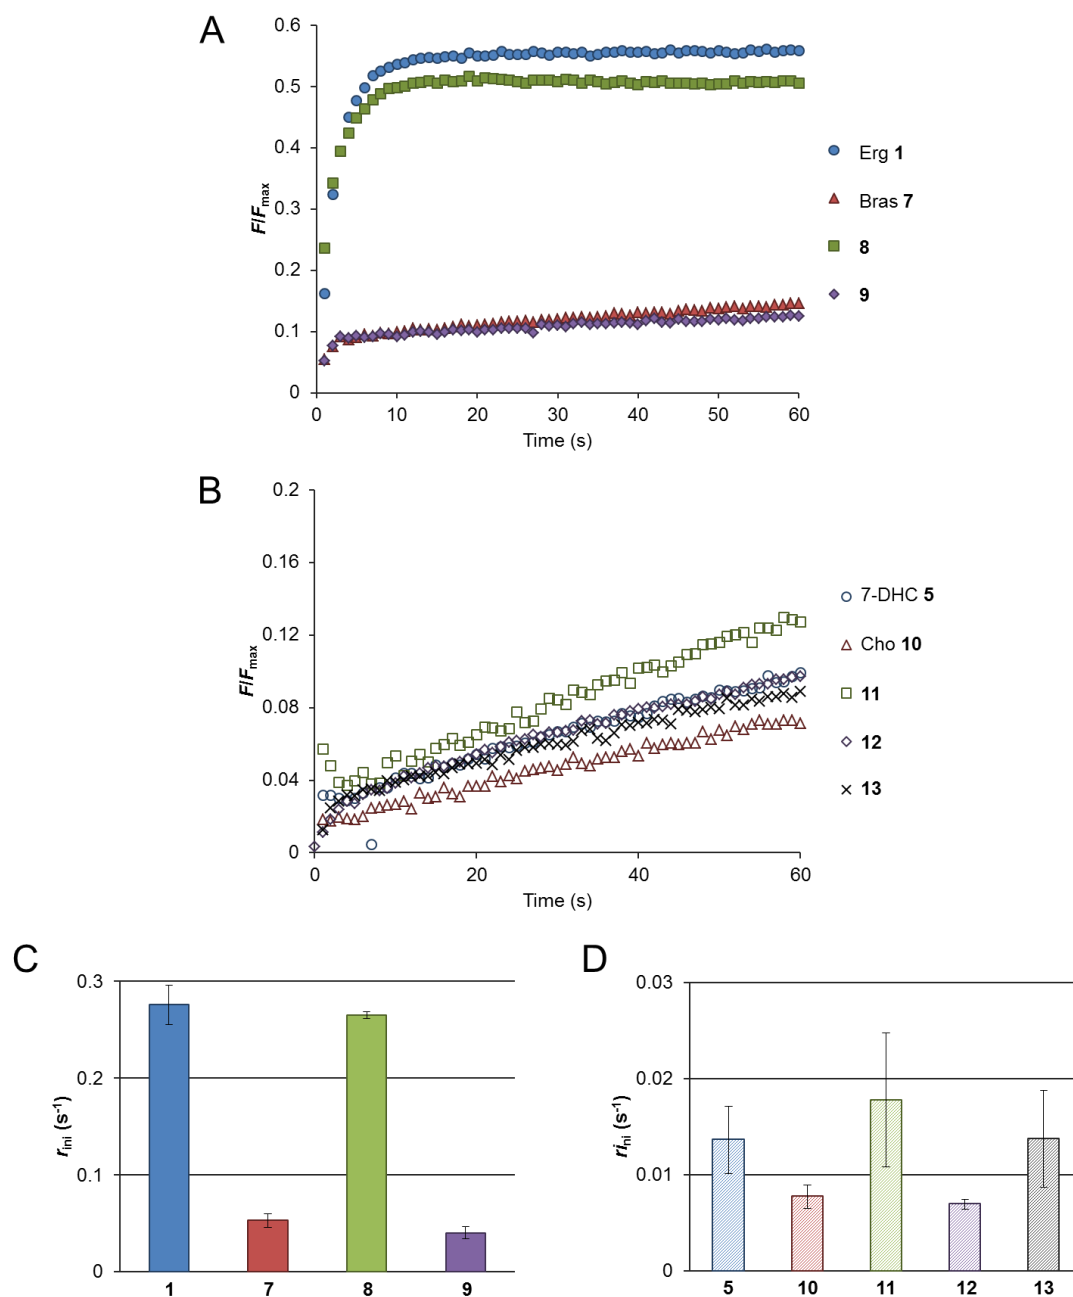 A
0.6
0.5
0.4
0.3
0.2
0.1
0
F/Fmax
0 10 20 30 40 50 60
Time (s)
Erg 1
Bras 7
8
9
B
0.2
0.16
0.12
0.08
0.04
0
F/Fmax
0 20 40 60
Time (s)
7-DHC 5
Cho 10
11
12
13
C
0.3
0.2
0.1
0
rini (s-1)
1 7 8 9
D
0.03
0.02
0.01
0
rini (s-1)
5 10 11 12 13